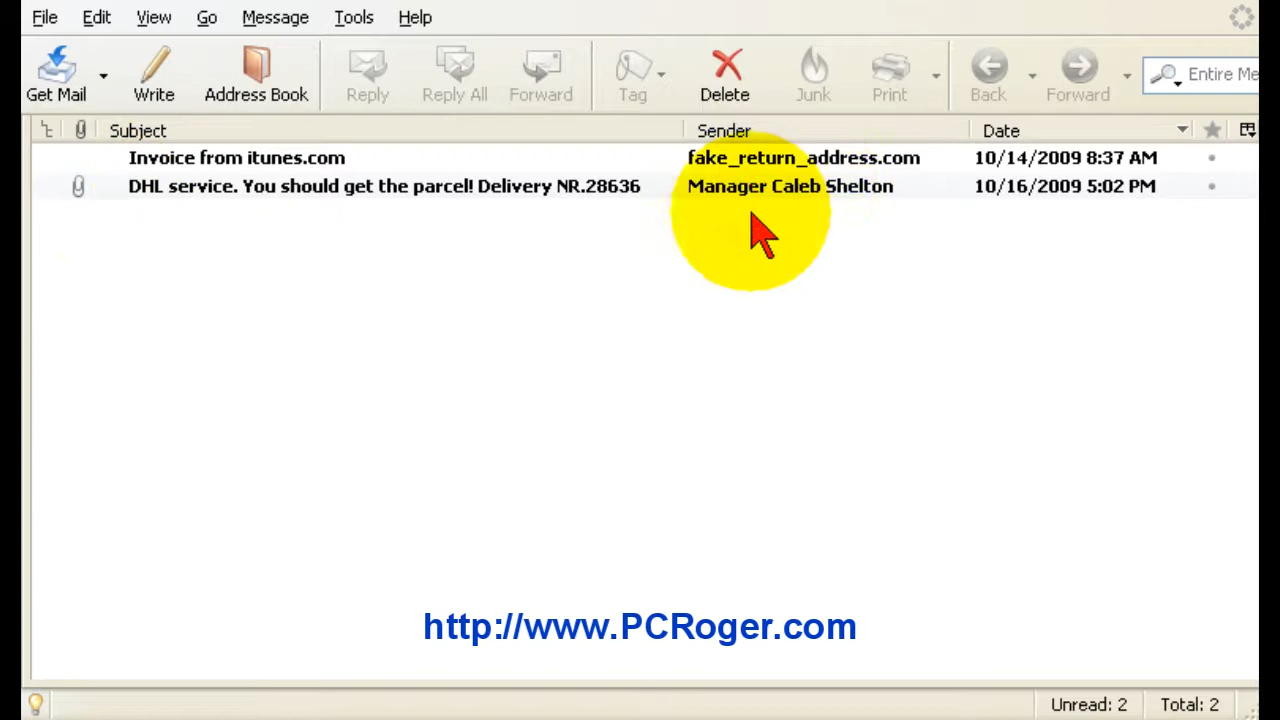 File Edit View Go Message Tools Help
Get Mail Write Address Book Reply Reply All Forward Tag Delete Junk Print Back Forward Entire Me
Subject Sender Date
Invoice from itunes.com fake_return_address.com 10/14/2009 8:37 AM
DHL service. You should get the parcel! Delivery NR.28636 Manager Caleb Shelton 10/16/2009 5:02 PM
http://www.PCRoger.com
Unread: 2 Total: 2